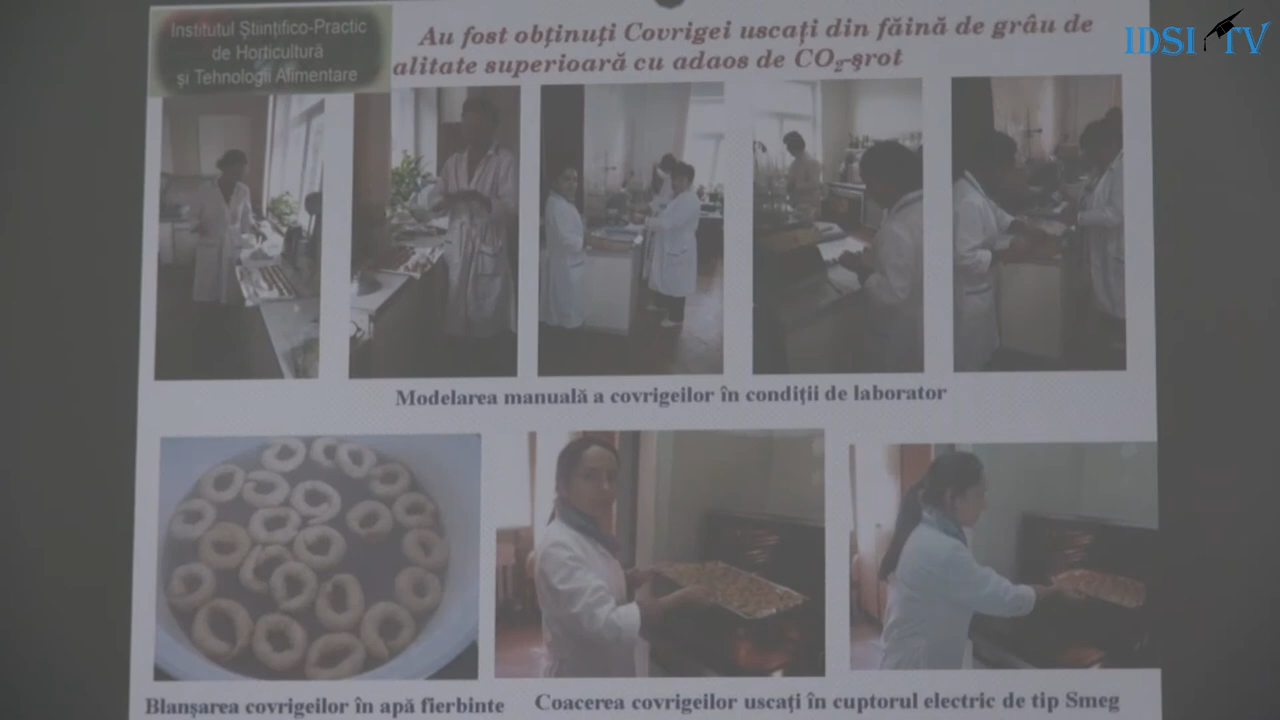 Institutul Științifico-Practic
de Horticultură
și Tehnologii Alimentare
Au fost obținuți Covrigei uscați din făină de grâu de
alitate superioară cu adaos de CO₂-șrot
IDSI TV
Modelarea manuală a covrigeilor în condiții de laborator
Blanșarea covrigeilor în apă fierbinte
Coacerea covrigeilor uscați în cuptorul electric de tip Smeg